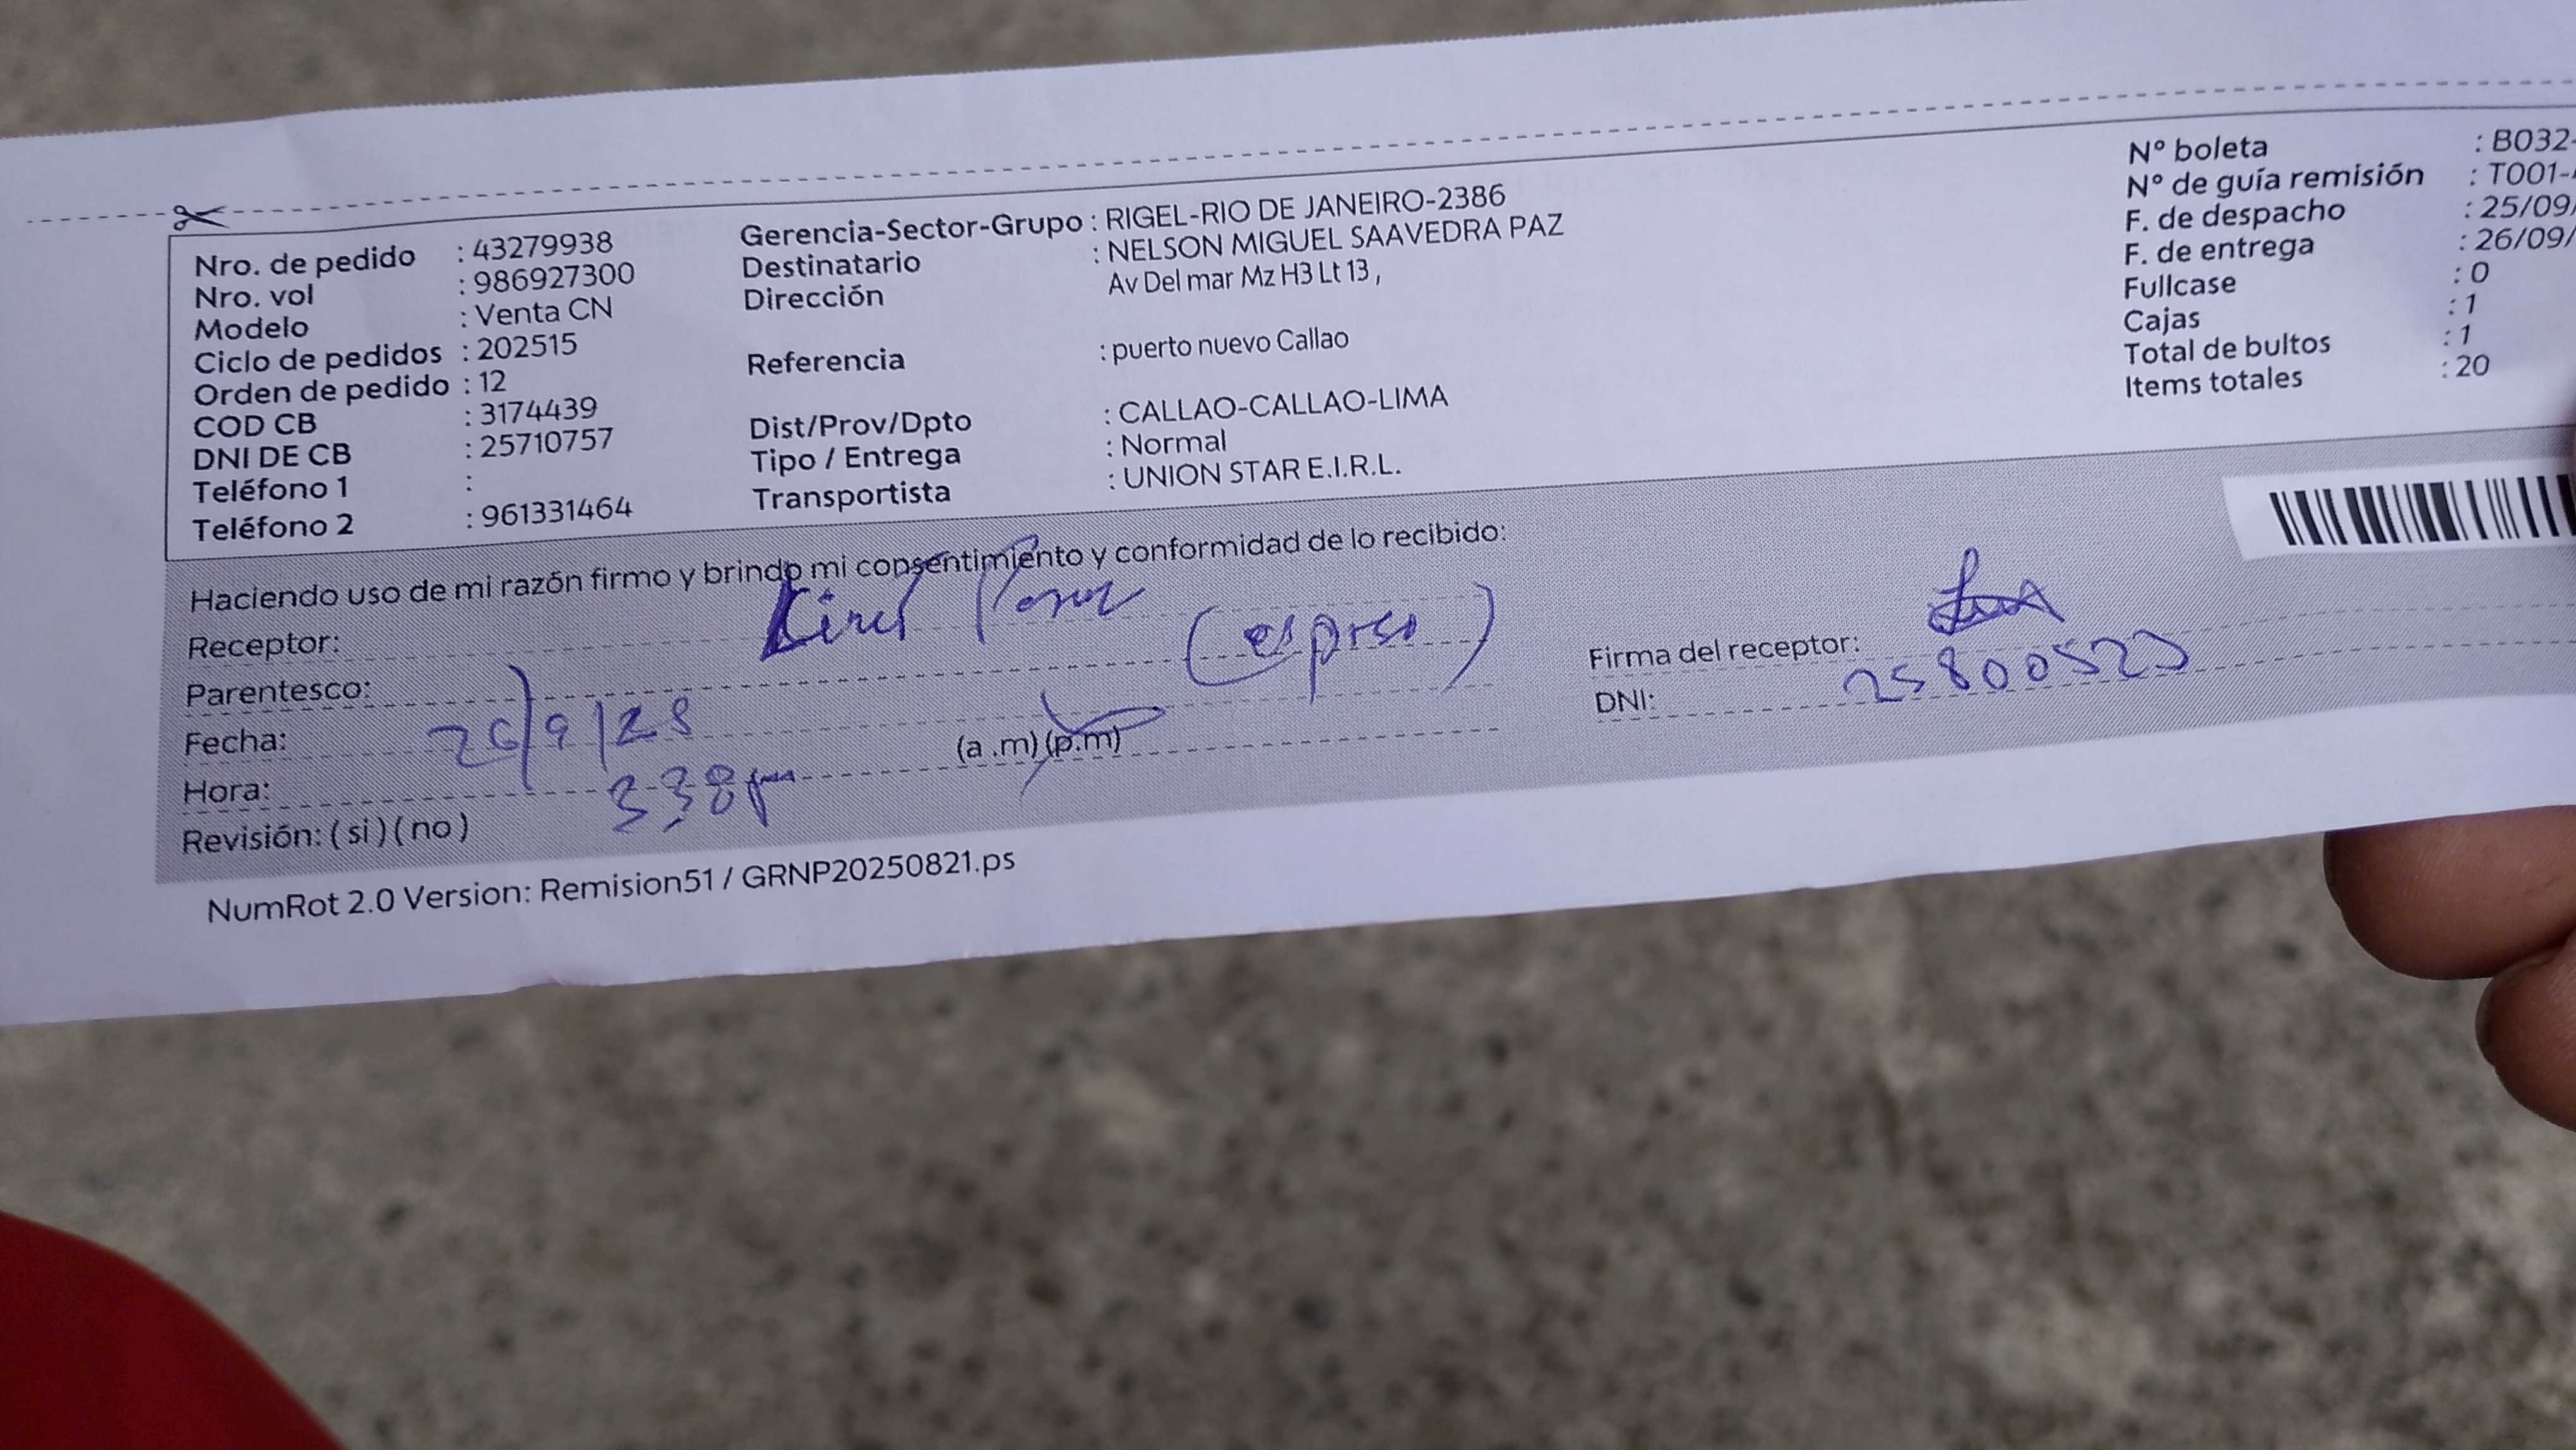 Nro. de pedido : 43279938
Nro. vol : 986927300
Modelo : Venta CN
Ciclo de pedidos : 202515
Orden de pedido : 12
COD CB : 3174439
DNI DE CB : 25710757
Teléfono 1 :
Teléfono 2 : 961331464
Gerencia-Sector-Grupo : RIGEL-RIO DE JANEIRO-2386
Destinatario : NELSON MIGUEL SAAVEDRA PAZ
Dirección Av Del mar Mz H3 Lt 13 ,
Referencia : puerto nuevo Callao
Dist/Prov/Dpto : CALLAO-CALLAO-LIMA
Tipo / Entrega : Normal
Transportista : UNION STAR E.I.R.L.
N° boleta : B032-
N° de guía remisión : T001-
F. de despacho : 25/09/
F. de entrega : 26/09/
Fullcase : 0
Cajas : 1
Total de bultos : 1
Items totales : 20
Haciendo uso de mi razón firmo y brindo mi consentimiento y conformidad de lo recibido:
Receptor:
Parentesco: (esposo)
Fecha: 26/9/25
Hora: 3.38pm (a .m) (p.m)
Revisión: ( si ) ( no )
Firma del receptor:
DNI: 25800523
NumRot 2.0 Version: Remision51 / GRNP20250821.ps